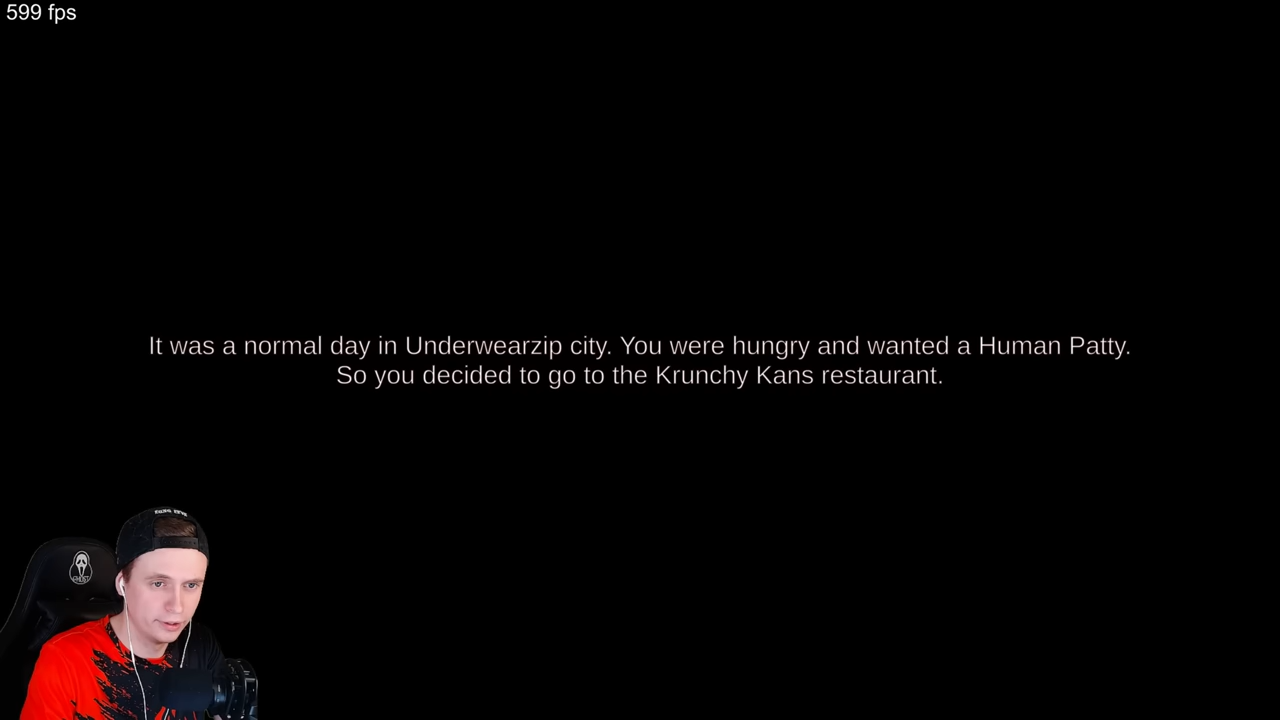 599 fps
It was a normal day in Underwearzip city. You were hungry and wanted a Human Patty.
So you decided to go to the Krunchy Kans restaurant.
GHOST